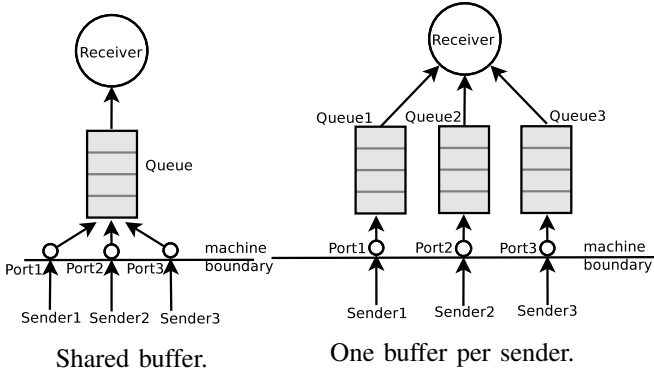 Receiver
Queue
Port1
Port2
Port3
machine
boundary
Sender1
Sender2
Sender3
Shared buffer.
Receiver
Queue1
Queue2
Queue3
Port1
Port2
Port3
machine
boundary
Sender1
Sender2
Sender3
One buffer per sender.